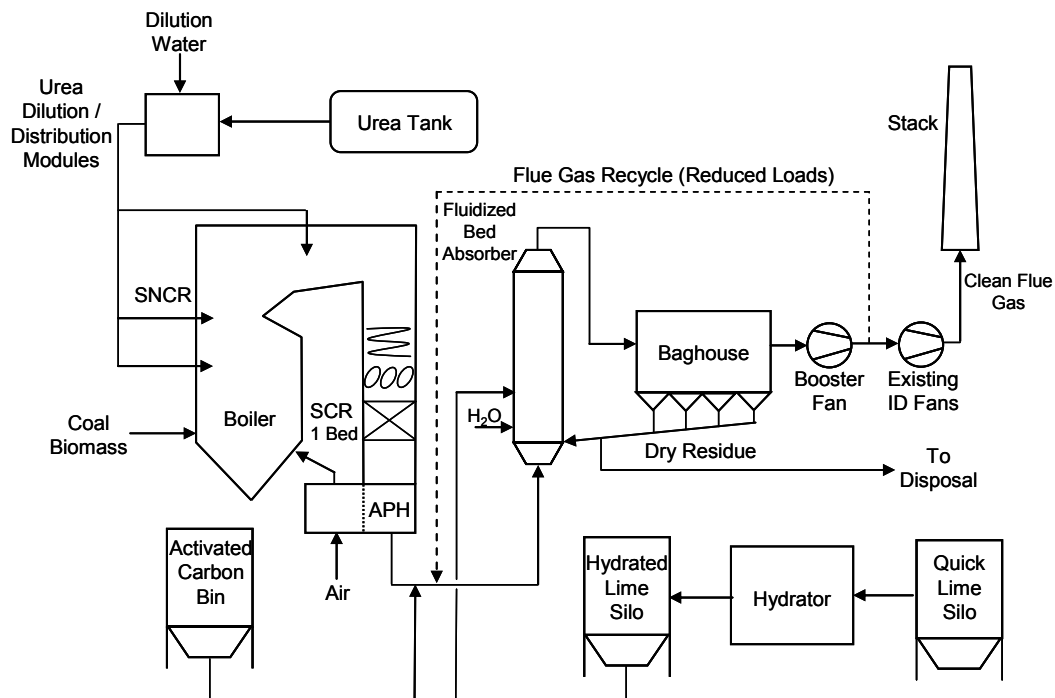 Dilution
Water
Urea
Dilution /
Distribution
Modules
Urea Tank
Stack
Flue Gas Recycle (Reduced Loads)
Fluidized
Bed
Absorber
Clean Flue
Gas
SNCR
Baghouse
Booster
Fan
Existing
ID Fans
Boiler
SCR
1 Bed
H₂O
Coal
Biomass
Dry Residue
To
Disposal
APH
Activated
Carbon
Bin
Air
Hydrated
Lime
Silo
Hydrator
Quick
Lime
Silo